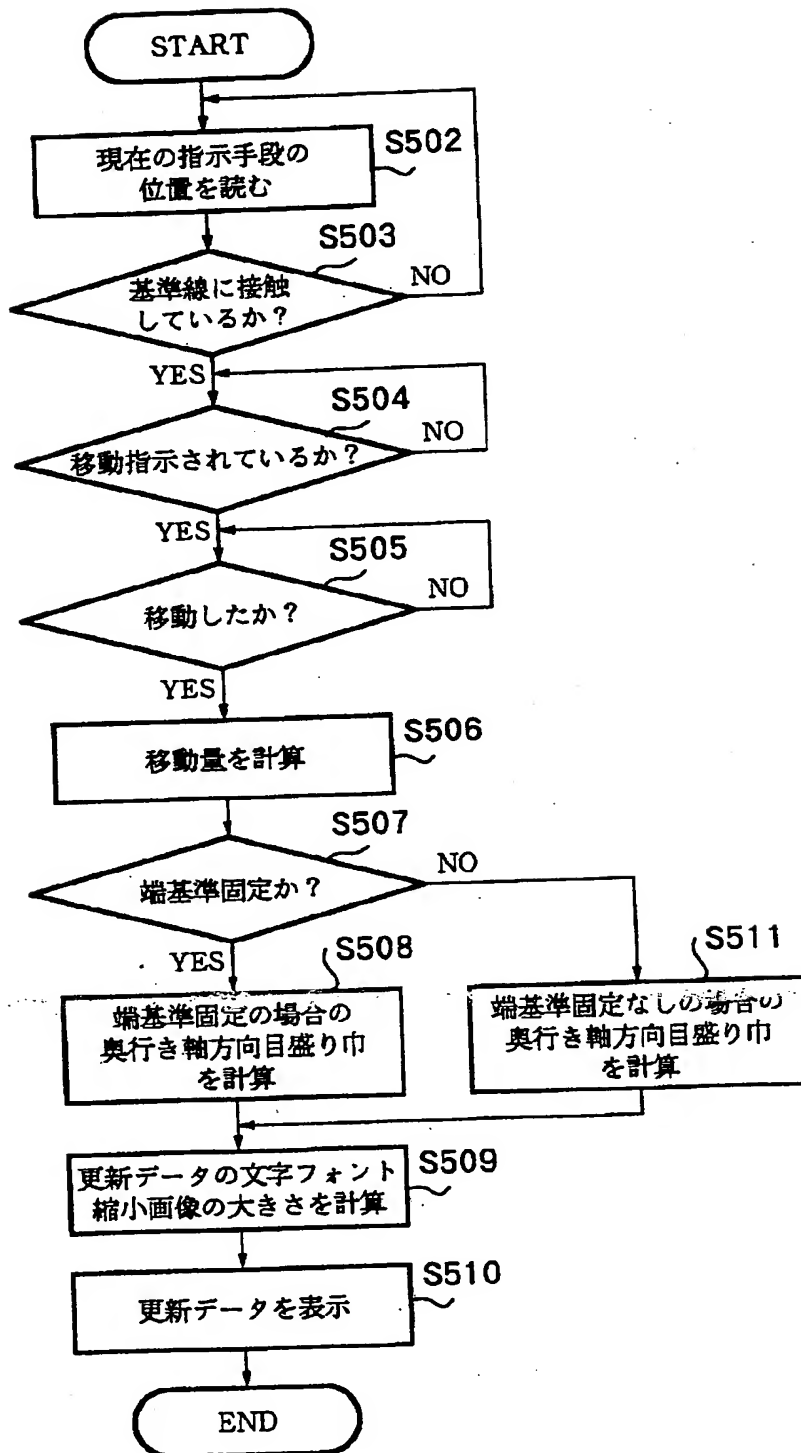 START
S502
現在の指示手段の
位置を読む
S503
基準線に接触
しているか?
NO
YES
S504
移動指示されているか?
NO
YES
S505
移動したか?
NO
YES
S506
移動量を計算
S507
端基準固定か?
NO
YES
S508
端基準固定の場合の
奥行き軸方向目盛り巾
を計算
S511
端基準固定なしの場合の
奥行き軸方向目盛り巾
を計算
S509
更新データの文字フォント
縮小画像の大きさを計算
S510
更新データを表示
END